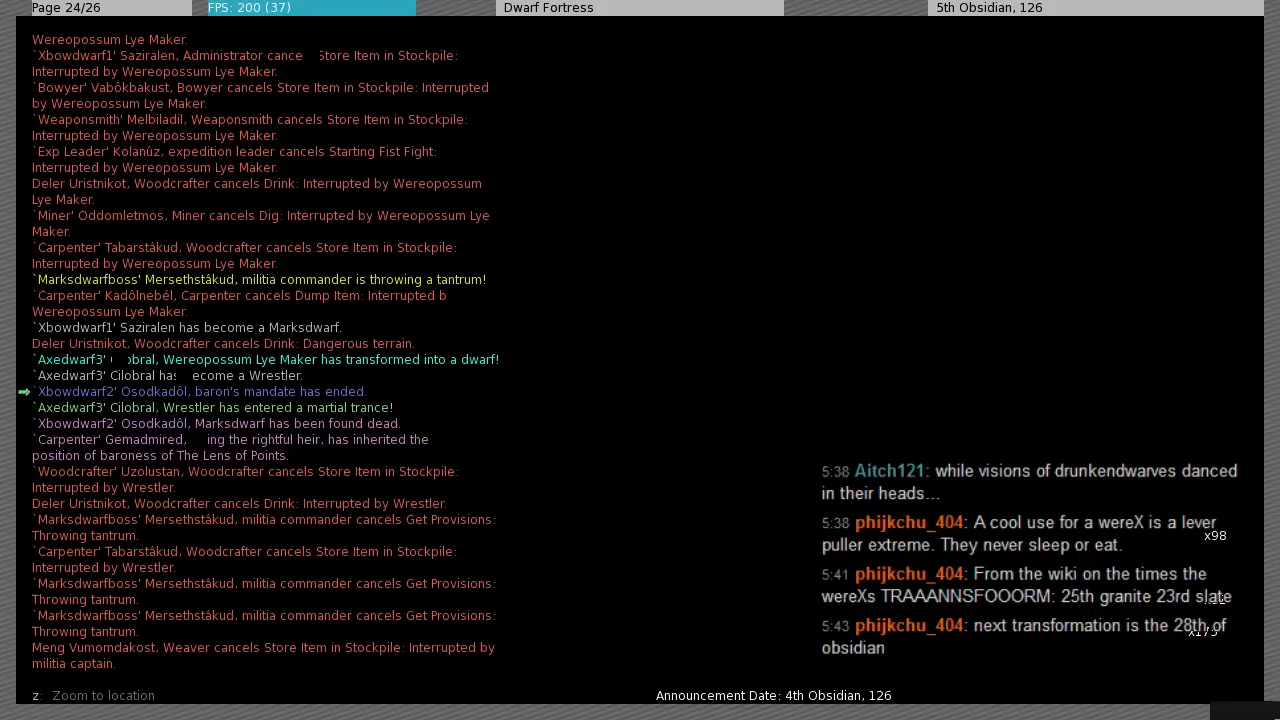 Page 24/26 FPS: 200 (37) Dwarf Fortress 5th Obsidian, 126
Wereopossum Lye Maker.
`Xbowdwarf1' Saziralen, Administrator cance Store Item in Stockpile:
Interrupted by Wereopossum Lye Maker.
`Bowyer' Vabôkbakust, Bowyer cancels Store Item in Stockpile: Interrupted
by Wereopossum Lye Maker.
`Weaponsmith' Melbiladil, Weaponsmith cancels Store Item in Stockpile:
Interrupted by Wereopossum Lye Maker.
`Exp Leader' Kolanûz, expedition leader cancels Starting Fist Fight:
Interrupted by Wereopossum Lye Maker.
Deler Uristnikot, Woodcrafter cancels Drink: Interrupted by Wereopossum
Lye Maker.
`Miner' Oddomletmos, Miner cancels Dig: Interrupted by Wereopossum Lye
Maker.
`Carpenter' Tabarstâkud, Woodcrafter cancels Store Item in Stockpile:
Interrupted by Wereopossum Lye Maker.
`Marksdwarfboss' Mersethstâkud, militia commander is throwing a tantrum!
`Carpenter' Kadôlnebél, Carpenter cancels Dump Item: Interrupted b
Wereopossum Lye Maker.
`Xbowdwarf1' Saziralen has become a Marksdwarf.
Deler Uristnikot, Woodcrafter cancels Drink: Dangerous terrain.
`Axedwarf3' obral, Wereopossum Lye Maker has transformed into a dwarf!
`Axedwarf3' Cilobral has ecome a Wrestler.
`Xbowdwarf2' Osodkadôl, baron's mandate has ended.
`Axedwarf3' Cilobral, Wrestler has entered a martial trance!
`Xbowdwarf2' Osodkadôl, Marksdwarf has been found dead.
`Carpenter' Gemadmired, ing the rightful heir, has inherited the
position of baroness of The Lens of Points.
`Woodcrafter' Uzolustan, Woodcrafter cancels Store Item in Stockpile:
Interrupted by Wrestler.
Deler Uristnikot, Woodcrafter cancels Drink: Interrupted by Wrestler.
`Marksdwarfboss' Mersethstâkud, militia commander cancels Get Provisions:
Throwing tantrum.
`Carpenter' Tabarstâkud, Woodcrafter cancels Store Item in Stockpile:
Interrupted by Wrestler.
`Marksdwarfboss' Mersethstâkud, militia commander cancels Get Provisions:
Throwing tantrum.
`Marksdwarfboss' Mersethstâkud, militia commander cancels Get Provisions:
Throwing tantrum.
Meng Vumomdakost, Weaver cancels Store Item in Stockpile: Interrupted by
militia captain.
z: Zoom to location
Announcement Date: 4th Obsidian, 126
5:38 Aitch121: while visions of drunkendwarves danced
in their heads...
5:38 phijkchu_404: A cool use for a wereX is a lever
puller extreme. They never sleep or eat.
x98
5:41 phijkchu_404: From the wiki on the times the
wereXs TRAAANNSFOOORM: 25th granite 23rd slate
5:43 phijkchu_404: next transformation is the 28th of
obsidian